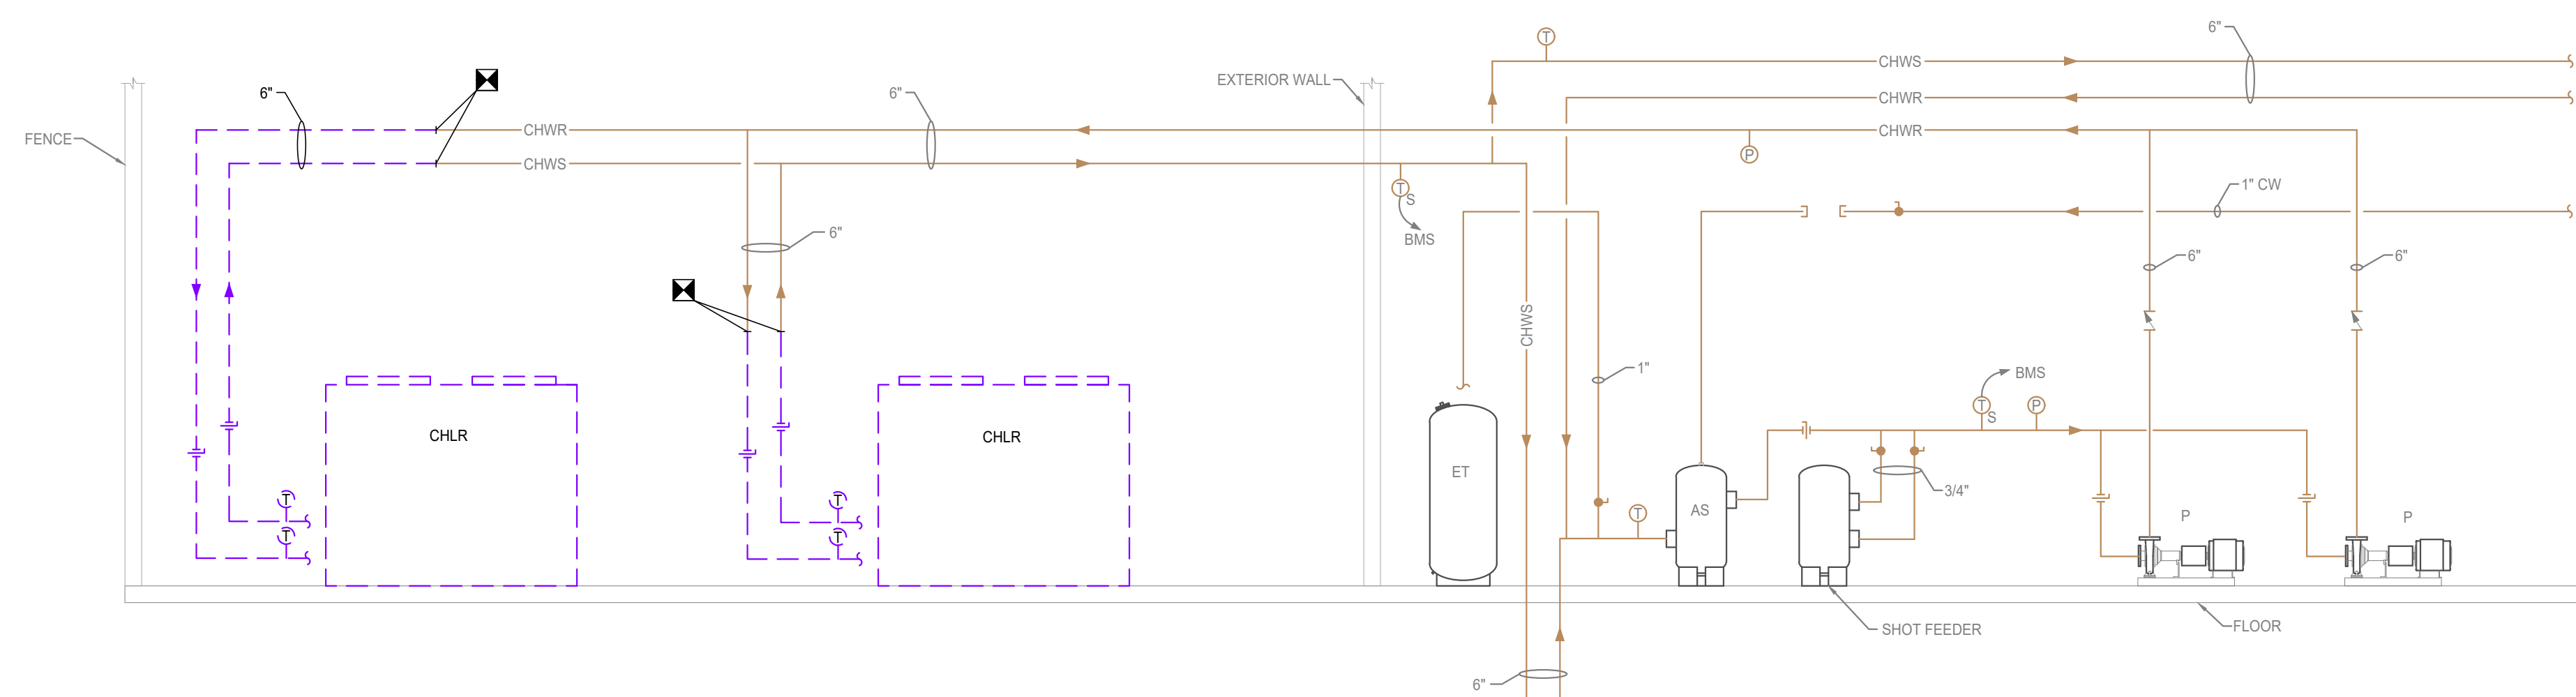 6"
T
CHWS
6"
EXTERIOR WALL
6"
CHWR
FENCE
CHWR
CHWR
CHWS
P
T
S
BMS
1" CW
6"
6"
6"
CHWS
1"
BMS
T
S
P
CHLR
CHLR
ET
3/4"
T
T
AS
T
P
P
T
T
SHOT FEEDER
FLOOR
6"